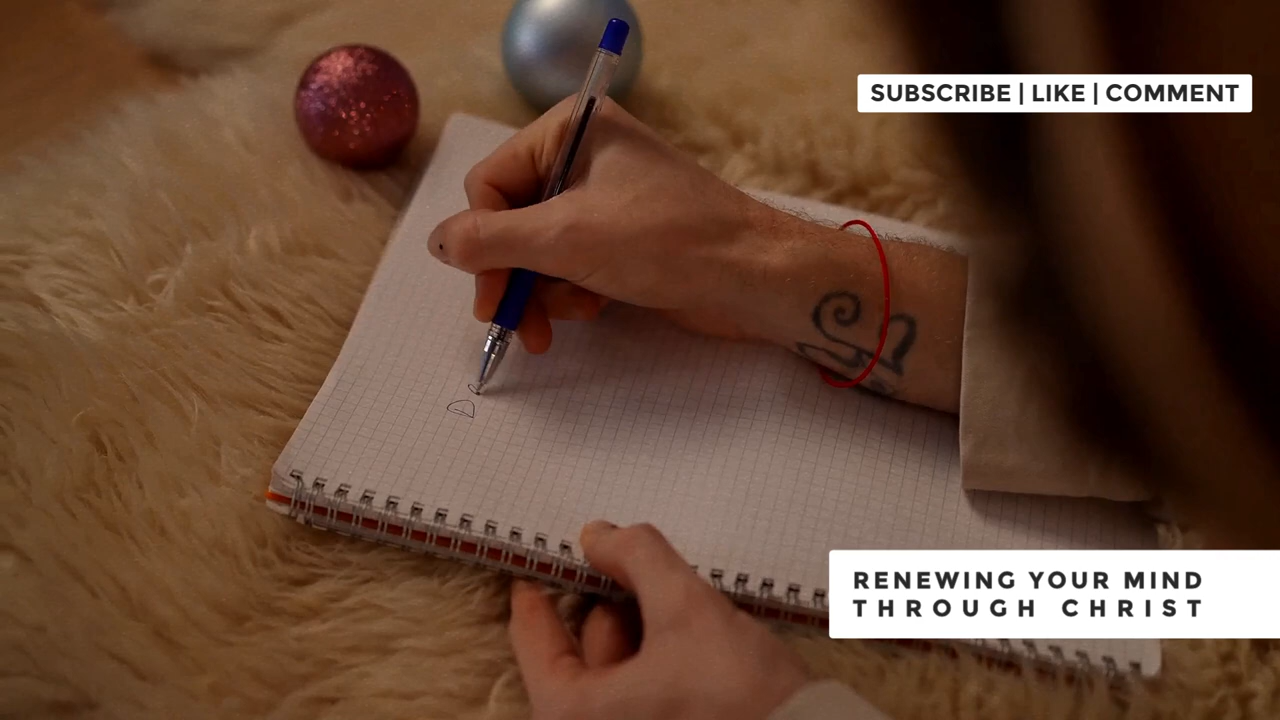 SUBSCRIBE | LIKE | COMMENT
RENEWING YOUR MIND
THROUGH CHRIST